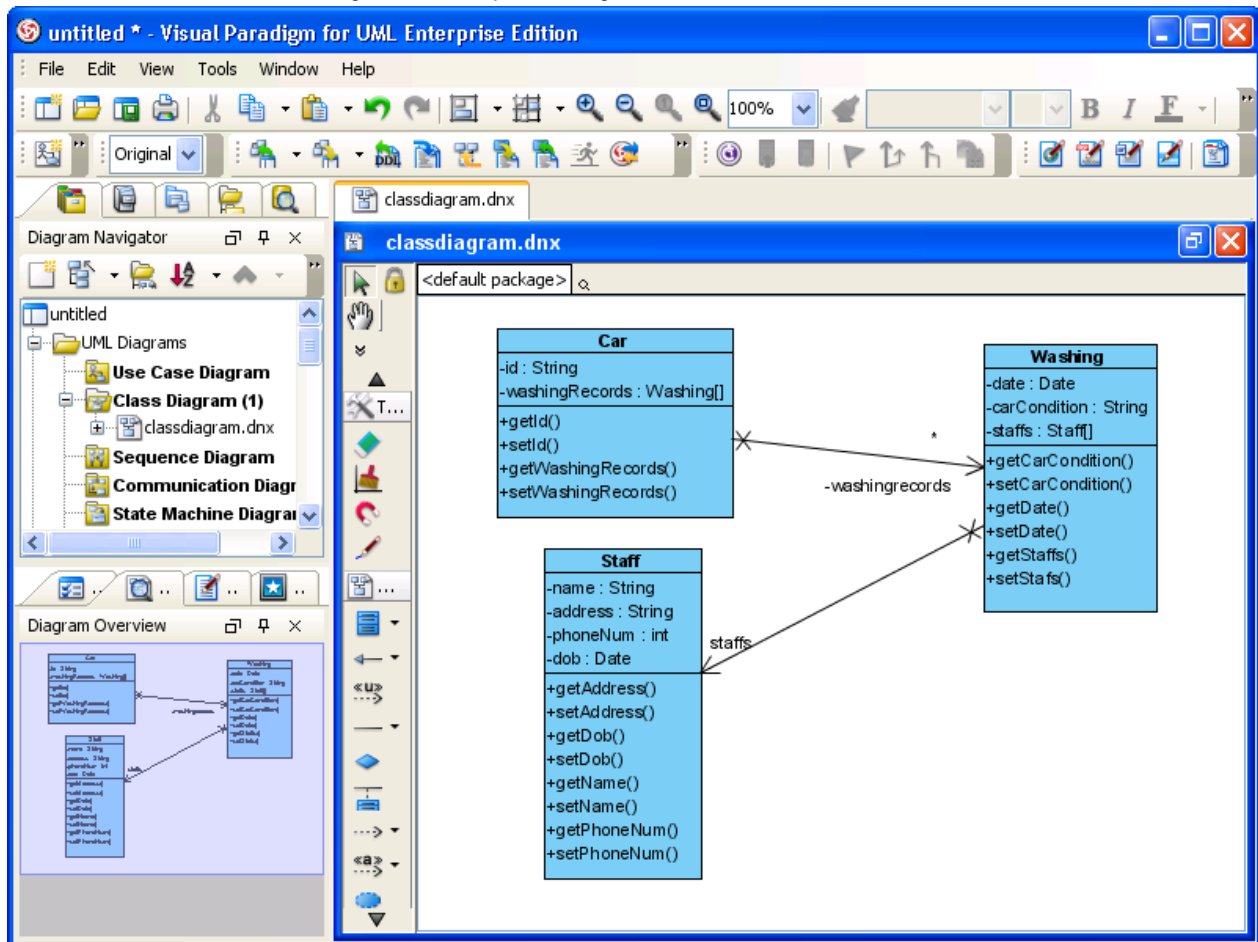 untitled * - Visual Paradigm for UML Enterprise Edition
File Edit View Tools Window Help
100%
B I F
Original
DDL
classdiagram.dnx
Diagram Navigator
untitled
UML Diagrams
Use Case Diagram
Class Diagram (1)
classdiagram.dnx
Sequence Diagram
Communication Diagr
State Machine Diagra
Diagram Overview
classdiagram.dnx
<default package>
T...
«u»
«a»
Car
-id : String
-washingRecords : Washing[]
+getId()
+setId()
+getWashingRecords()
+setWashingRecords()
*
-washingrecords
Washing
-date : Date
-carCondition : String
-staffs : Staff[]
+getCarCondition()
+setCarCondition()
+getDate()
+setDate()
+getStaffs()
+setStafs()
staffs
Staff
-name : String
-address : String
-phoneNum : int
-dob : Date
+getAddress()
+setAddress()
+getDob()
+setDob()
+getName()
+setName()
+getPhoneNum()
+setPhoneNum()